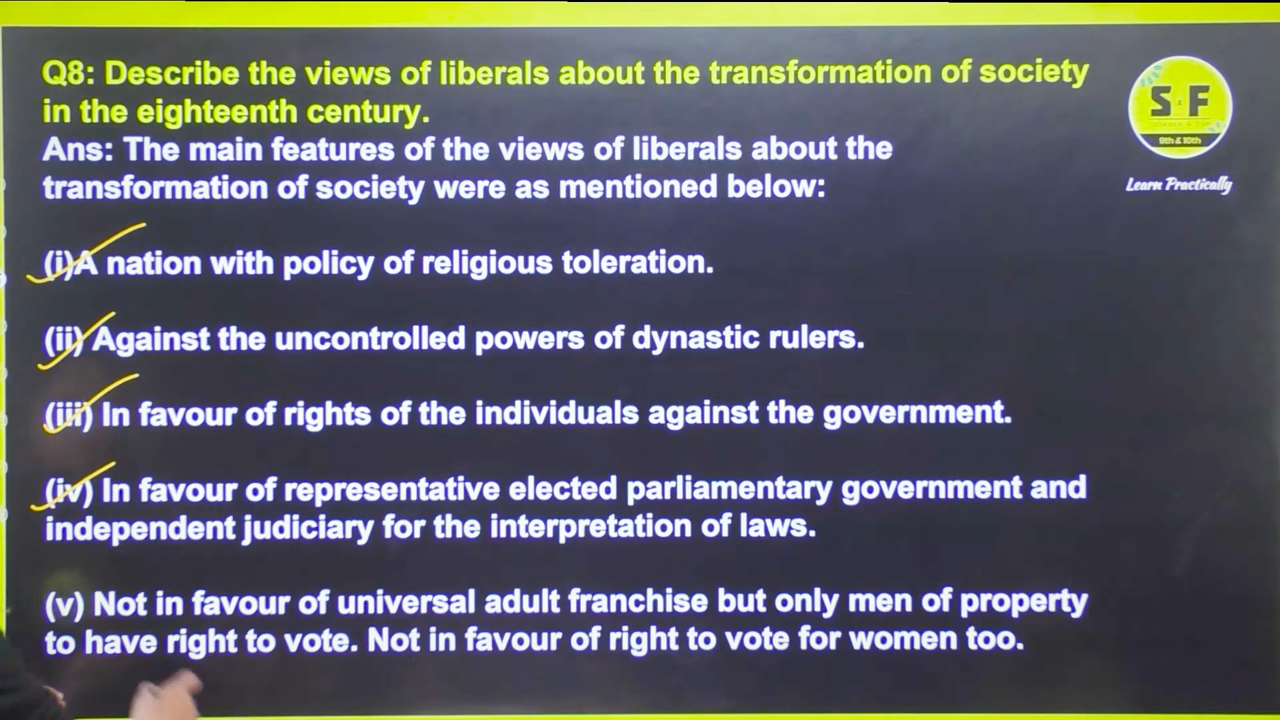 Q8: Describe the views of liberals about the transformation of society
in the eighteenth century.
Ans: The main features of the views of liberals about the
transformation of society were as mentioned below:
(i)A nation with policy of religious toleration.
(ii) Against the uncontrolled powers of dynastic rulers.
(iii) In favour of rights of the individuals against the government.
(iv) In favour of representative elected parliamentary government and
independent judiciary for the interpretation of laws.
(v) Not in favour of universal adult franchise but only men of property
to have right to vote. Not in favour of right to vote for women too.
S F
9th & 10th
Learn Practically